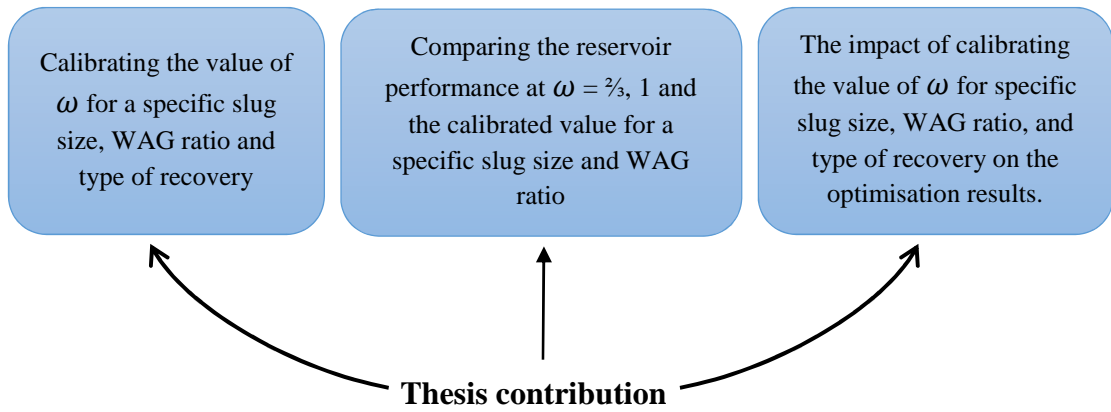 Calibrating the value of
ω for a specific slug
size, WAG ratio and
type of recovery
Comparing the reservoir
performance at ω = ⅔, 1 and
the calibrated value for a
specific slug size and WAG
ratio
The impact of calibrating
the value of ω for specific
slug size, WAG ratio, and
type of recovery on the
optimisation results.
Thesis contribution